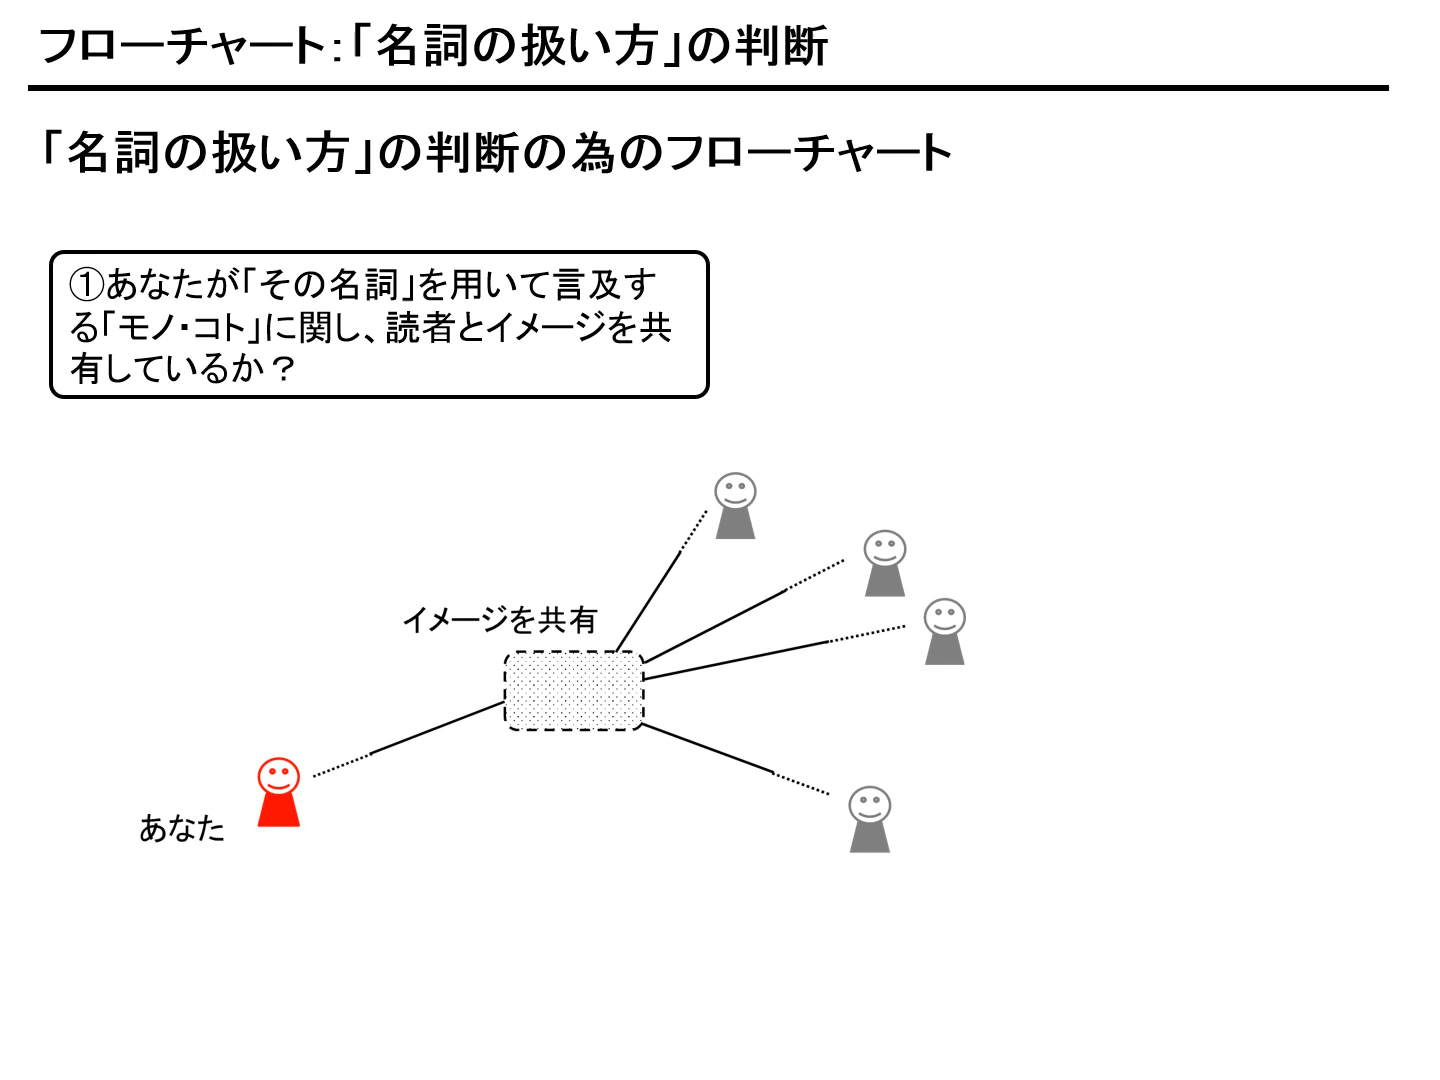 フローチャート：「名詞の扱い方」の判断
「名詞の扱い方」の判断の為のフローチャート
①あなたが「その名詞」を用いて言及す
る「モノ・コト」に関し、読者とイメージを共
有しているか？
イメージを共有
あなた